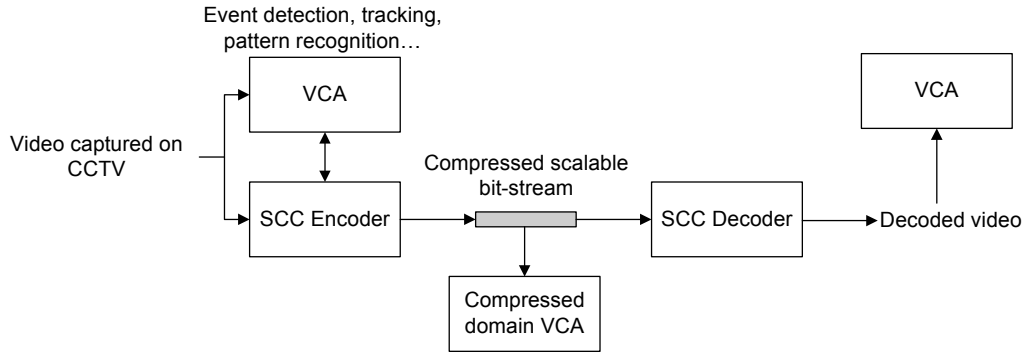 Event detection, tracking,
pattern recognition…
VCA
VCA
Video captured on
CCTV
Compressed scalable
bit-stream
SCC Encoder
SCC Decoder
Decoded video
Compressed
domain VCA